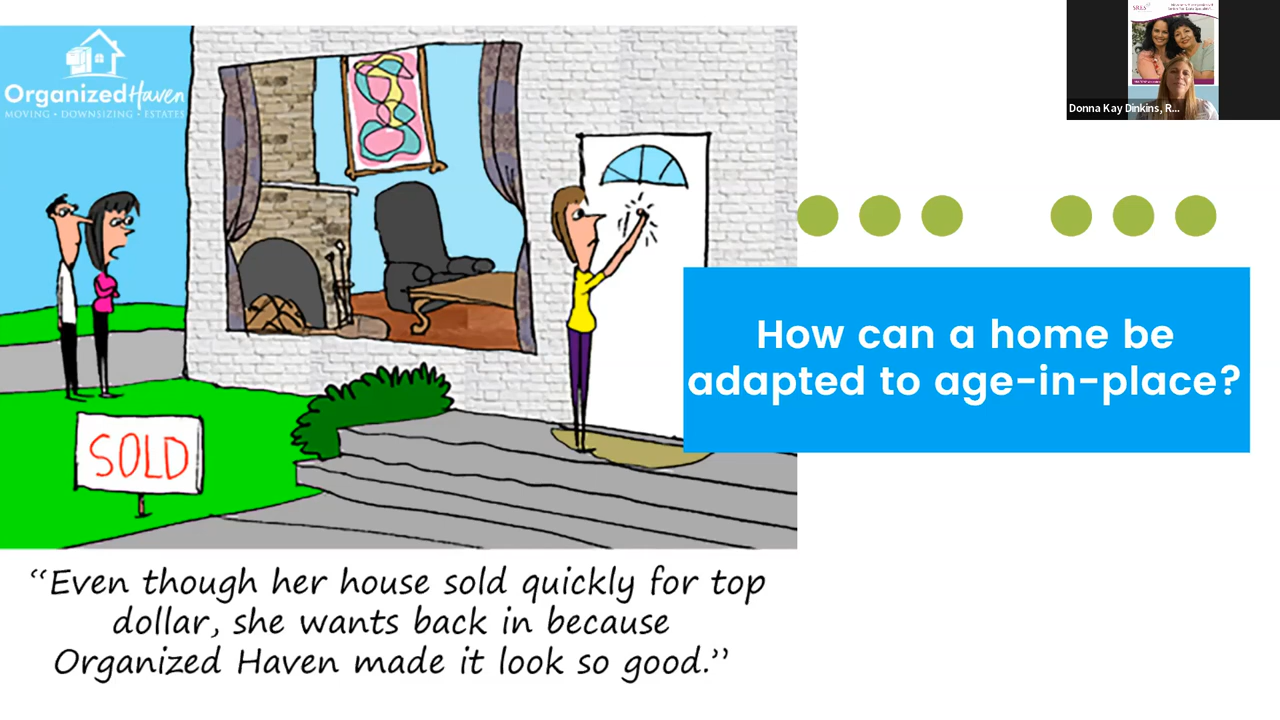 Organized Haven
MOVING • DOWNSIZING • ESTATES
SRES
Donna Kay Dinkins, R...
How can a home be
adapted to age-in-place?
SOLD
“Even though her house sold quickly for top
dollar, she wants back in because
Organized Haven made it look so good.”